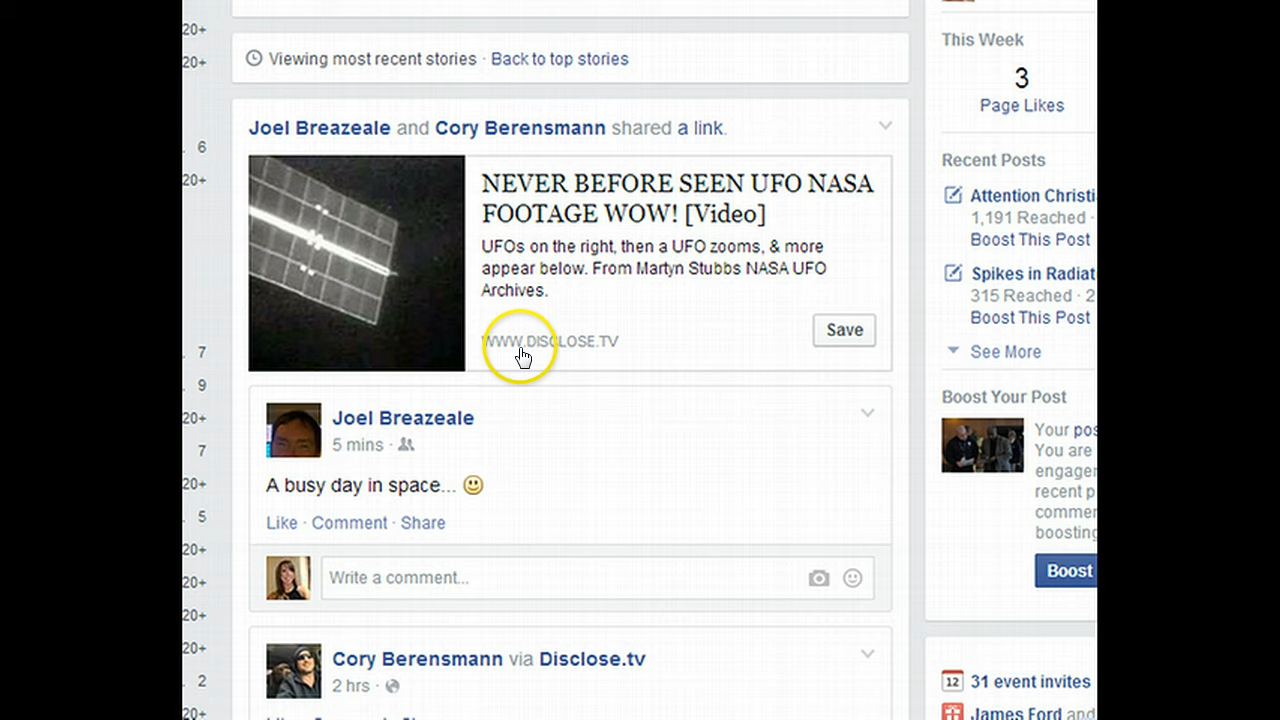 20+
20+
Viewing most recent stories · Back to top stories
Joel Breazeale and Cory Berensmann shared a link.
6
20+
NEVER BEFORE SEEN UFO NASA
FOOTAGE WOW! [Video]
UFOs on the right, then a UFO zooms, & more
appear below. From Martyn Stubbs NASA UFO
Archives.
WWW.DISCLOSE.TV
Save
7
9
20+
7
20+
5
20+
20+
20+
20+
2
20+
Joel Breazeale
5 mins ·
A busy day in space...
Like · Comment · Share
Write a comment...
Cory Berensmann via Disclose.tv
2 hrs ·
This Week
3
Page Likes
Recent Posts
Attention Christi
1,191 Reached ·
Boost This Post
Spikes in Radiat
315 Reached · 2
Boost This Post
See More
Boost Your Post
Your pos
You are
engage
recent p
comme
boosting
Boost
12
31 event invites
James Ford and